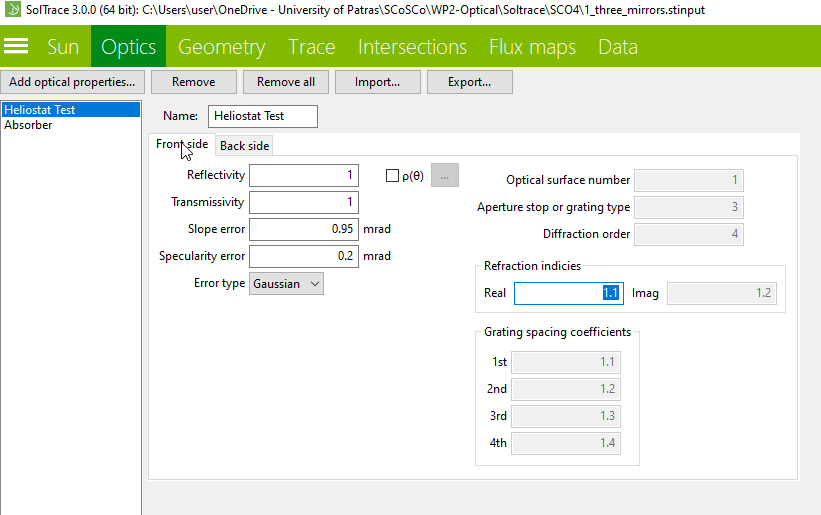 SolTrace 3.0.0 (64 bit): C:\Users\user\OneDrive - University of Patras\SCoSCo\WP2-Optical\Soltrace\SCO4\1_three_mirrors.stinput
Sun Optics Geometry Trace Intersections Flux maps Data
Add optical properties... Remove Remove all Import... Export...
Heliostat Test
Absorber
Name: Heliostat Test
Front side Back side
Reflectivity 1 ρ(θ) ...
Transmissivity 1
Slope error 0.95 mrad
Specularity error 0.2 mrad
Error type Gaussian
Optical surface number 1
Aperture stop or grating type 3
Diffraction order 4
Refraction indicies
Real 1.1 Imag 1.2
Grating spacing coefficients
1st 1.1
2nd 1.2
3rd 1.3
4th 1.4